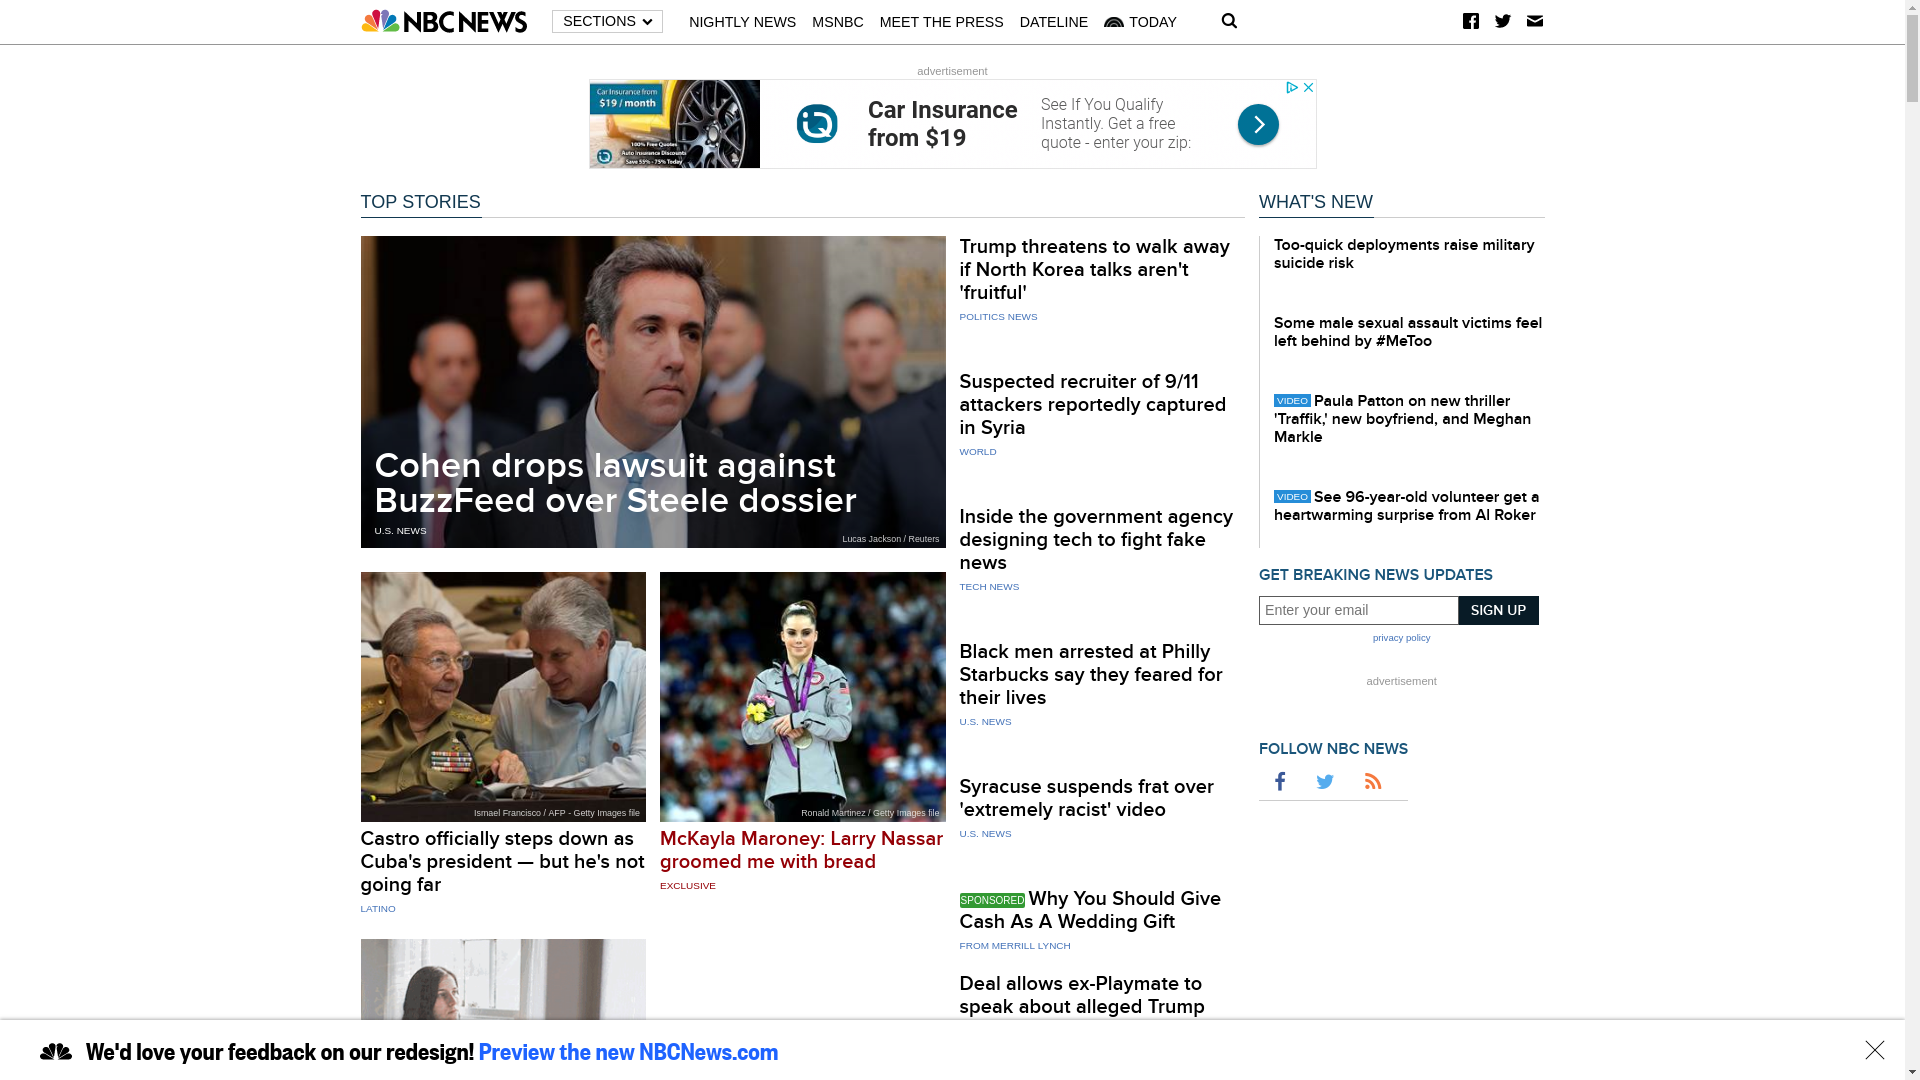 NBC NEWS
SECTIONS
NIGHTLY NEWS
MSNBC
MEET THE PRESS
DATELINE
TODAY
advertisement
Car Insurance from
$19 / month
100% Free Quotes
Auto Insurance Discounts
Save 55% - 75% Today
iQ
Car Insurance
from $19
See If You Qualify
Instantly. Get a free
quote - enter your zip:
TOP STORIES
Cohen drops lawsuit against
BuzzFeed over Steele dossier
U.S. NEWS
Lucas Jackson / Reuters
Ismael Francisco / AFP - Getty Images file
Castro officially steps down as
Cuba's president — but he's not
going far
LATINO
Ronald Martinez / Getty Images file
McKayla Maroney: Larry Nassar
groomed me with bread
EXCLUSIVE
Trump threatens to walk away
if North Korea talks aren't
'fruitful'
POLITICS NEWS
Suspected recruiter of 9/11
attackers reportedly captured
in Syria
WORLD
Inside the government agency
designing tech to fight fake
news
TECH NEWS
Black men arrested at Philly
Starbucks say they feared for
their lives
U.S. NEWS
Syracuse suspends frat over
'extremely racist' video
U.S. NEWS
SPONSORED Why You Should Give
Cash As A Wedding Gift
FROM MERRILL LYNCH
Deal allows ex-Playmate to
speak about alleged Trump
WHAT'S NEW
Too-quick deployments raise military
suicide risk
Some male sexual assault victims feel
left behind by #MeToo
VIDEO Paula Patton on new thriller
'Traffik,' new boyfriend, and Meghan
Markle
VIDEO See 96-year-old volunteer get a
heartwarming surprise from Al Roker
GET BREAKING NEWS UPDATES
Enter your email
SIGN UP
privacy policy
advertisement
FOLLOW NBC NEWS
We'd love your feedback on our redesign! Preview the new NBCNews.com